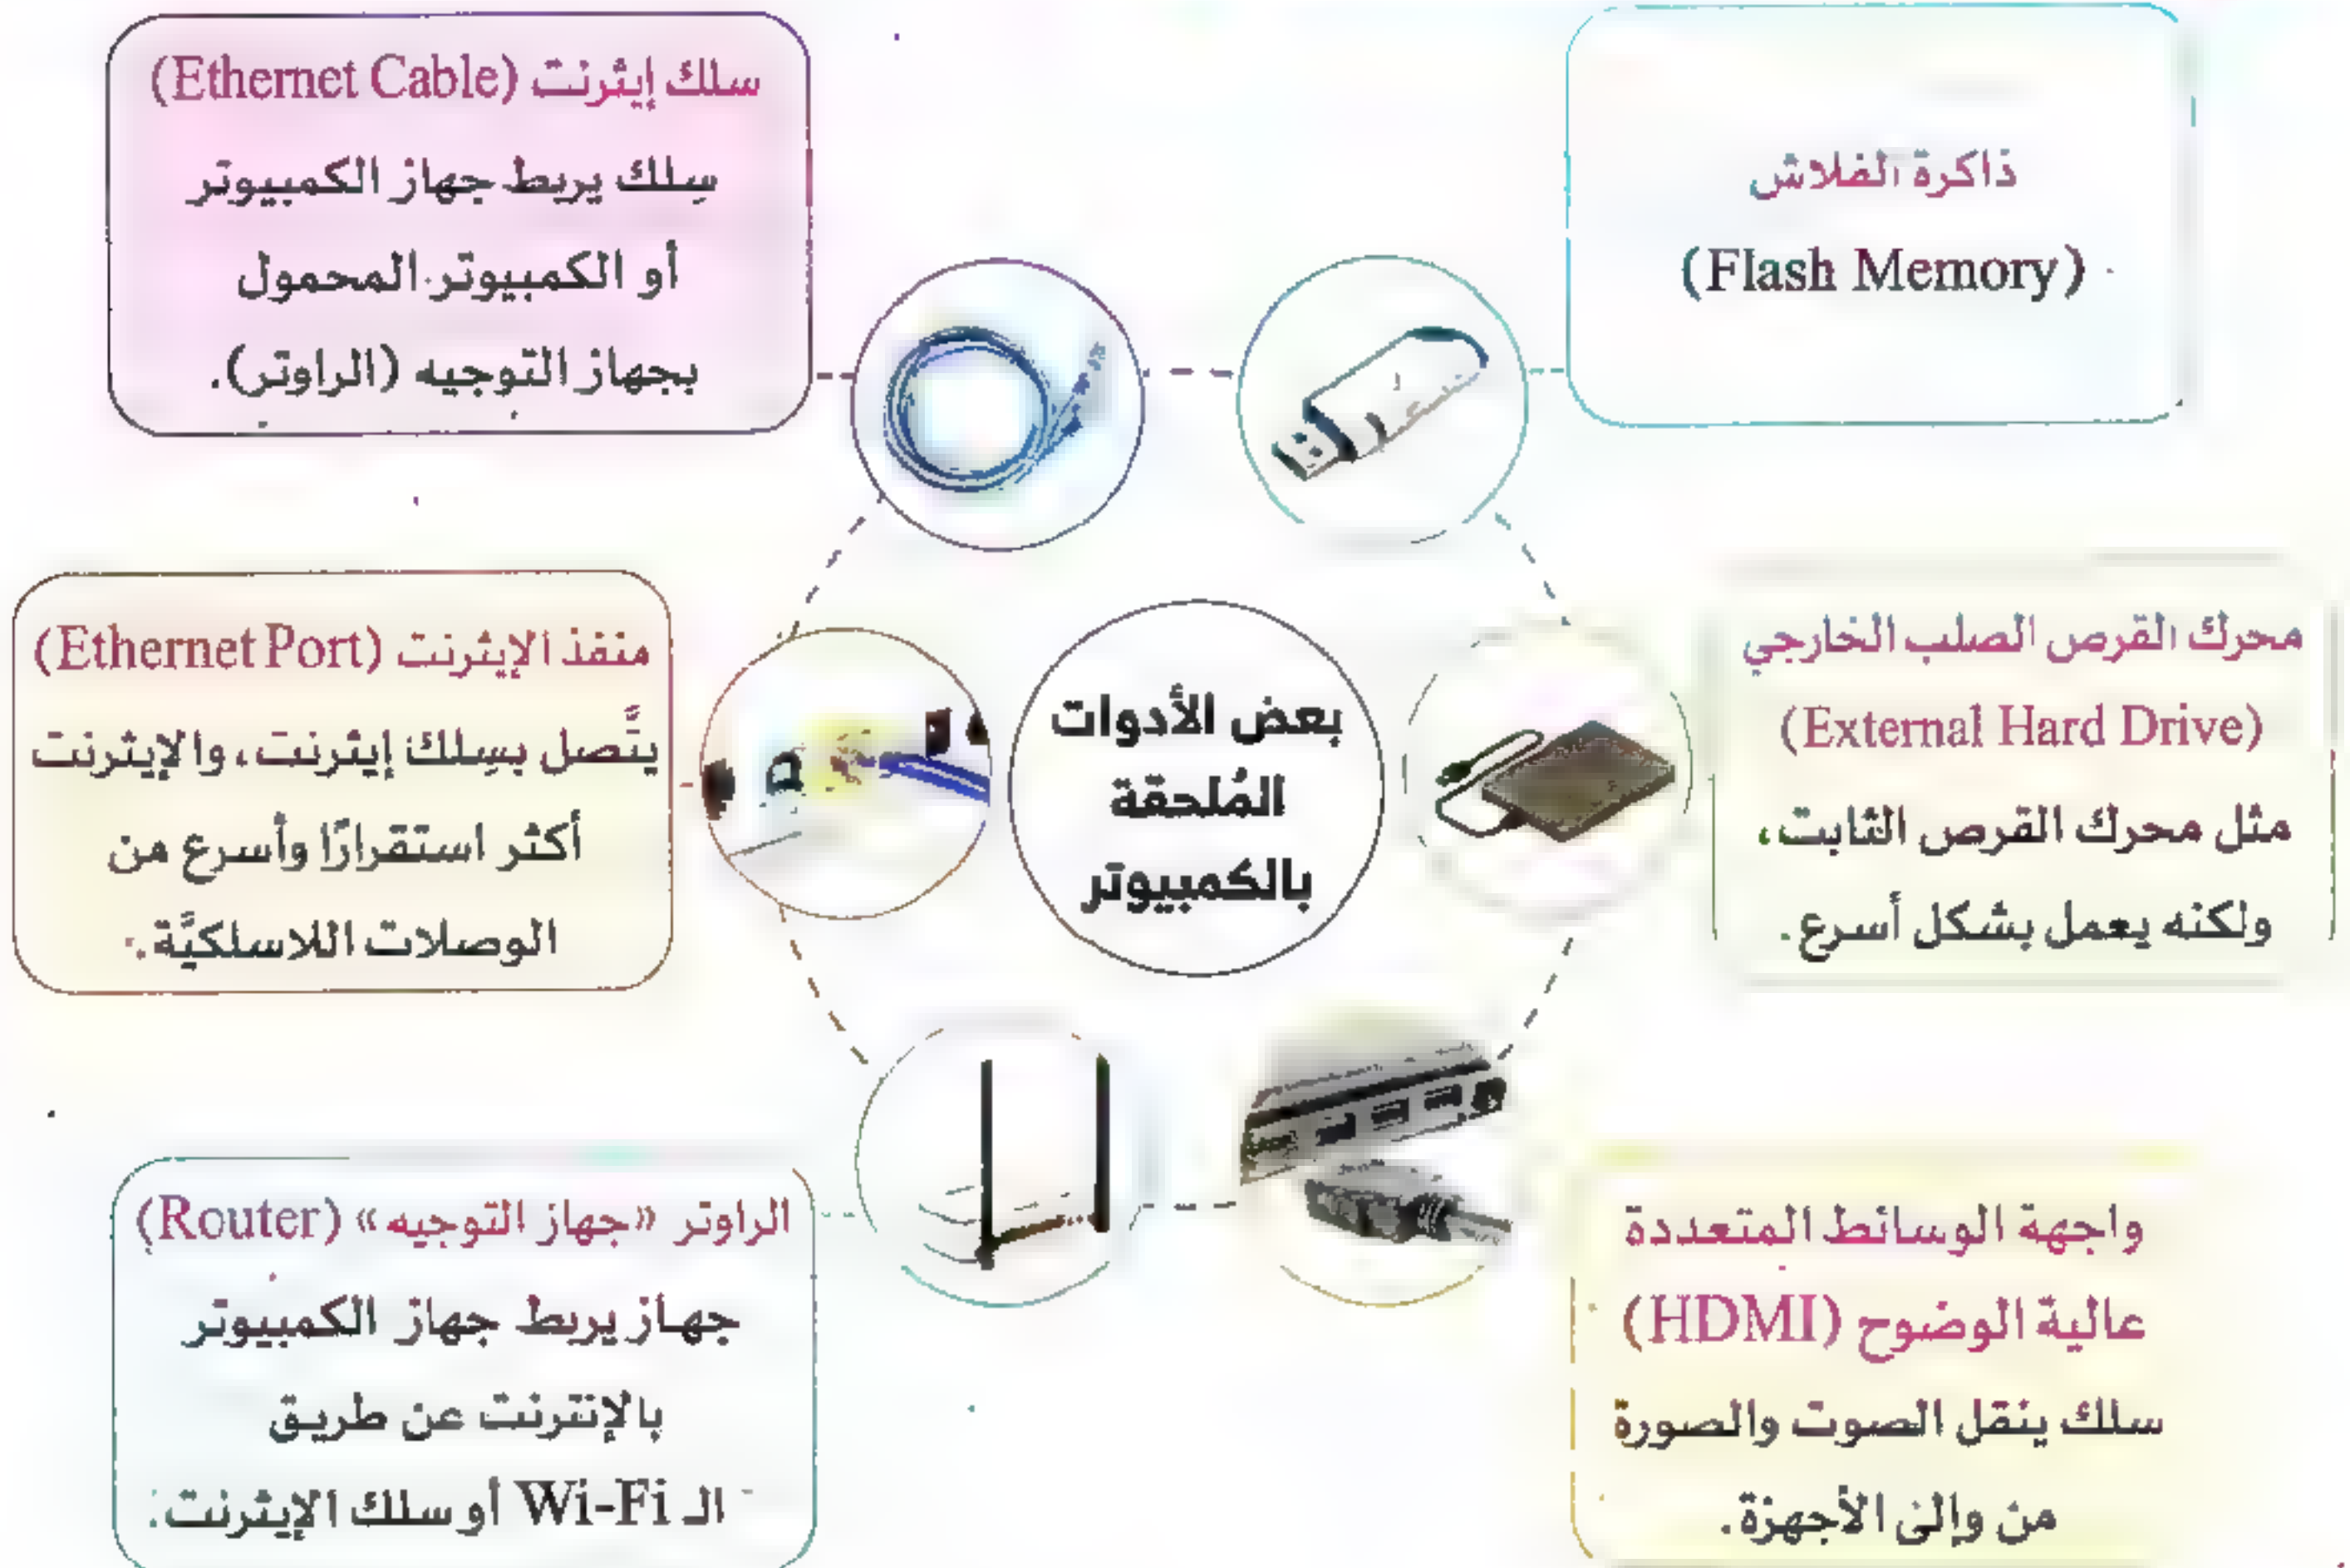 ذاكرة الفلاش
(Flash Memory)
سلك إيثرنت (Ethernet Cable)
سِلك يربط جهاز الكمبيوتر
أو الكمبيوتر المحمول
بجهاز التوجيه (الراوتر).
بعض الأدوات
المُلحقة
بالكمبيوتر
محرك القرص الصلب الخارجي
(External Hard Drive)
مثل محرك القرص الثابت،
ولكنه يعمل بشكل أسرع.
منفذ الإيثرنت (Ethernet Port)
يتَّصل بسِلك إيثرنت، والإيثرنت
أكثر استقرارًا وأسرع من
الوصلات اللاسلكيَّة.
واجهة الوسائط المتعددة
عالية الوضوح (HDMI)
سلك ينقل الصوت والصورة
من وإلى الأجهزة.
الراوتر «جهاز التوجيه» (Router)
جهاز يربط جهاز الكمبيوتر
بالإنترنت عن طريق
الـ Wi-Fi أو سلك الإيثرنت.